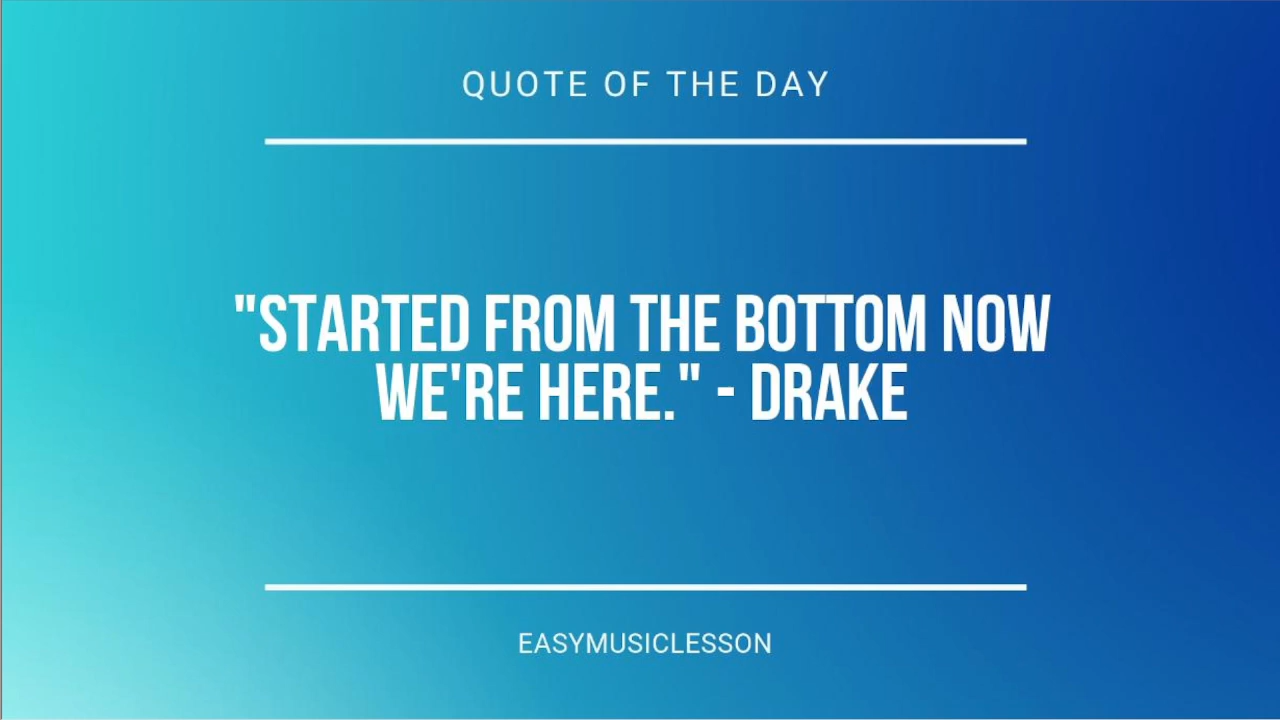 QUOTE OF THE DAY
"STARTED FROM THE BOTTOM NOW
WE'RE HERE." - DRAKE
EASYMUSICLESSON